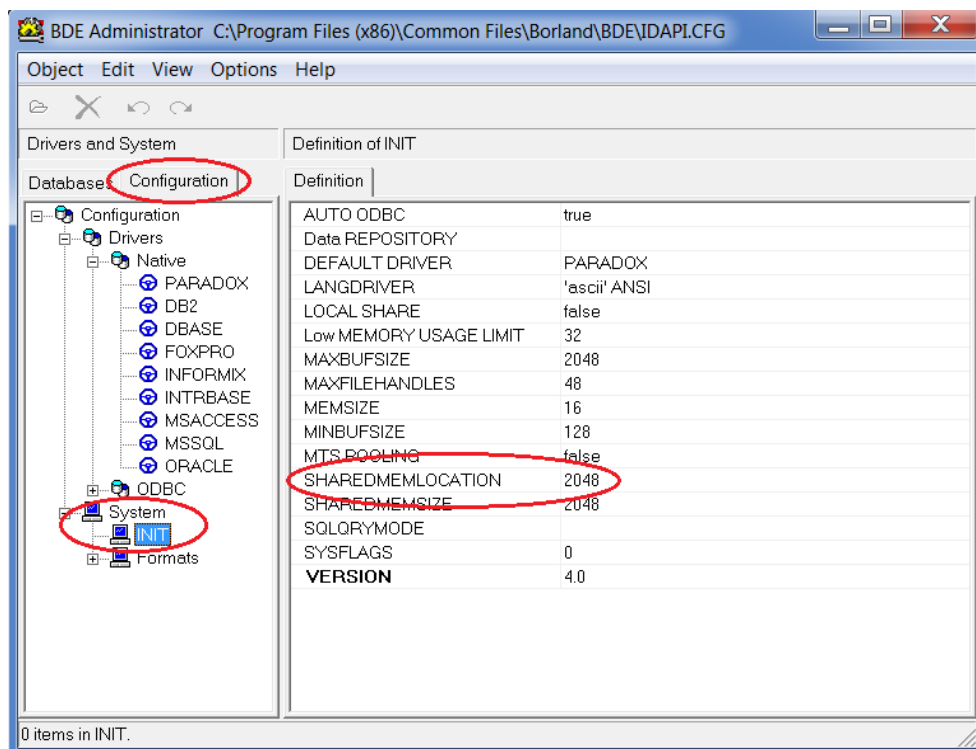 BDE Administrator C:\Program Files (x86)\Common Files\Borland\BDE\IDAPI.CFG
Object Edit View Options Help
Drivers and System
Definition of INIT
Databases Configuration
Definition
Configuration
Drivers
Native
PARADOX
DB2
DBASE
FOXPRO
INFORMIX
INTRBASE
MSACCESS
MSSQL
ORACLE
ODBC
System
INIT
Formats
AUTO ODBC true
Data REPOSITORY
DEFAULT DRIVER PARADOX
LANGDRIVER 'ascii' ANSI
LOCAL SHARE false
Low MEMORY USAGE LIMIT 32
MAXBUFSIZE 2048
MAXFILEHANDLES 48
MEMSIZE 16
MINBUFSIZE 128
MTS POOLING false
SHAREDMEMLOCATION 2048
SHAREDMEMSIZE 2048
SQLQRYMODE
SYSFLAGS 0
VERSION 4.0
0 items in INIT.